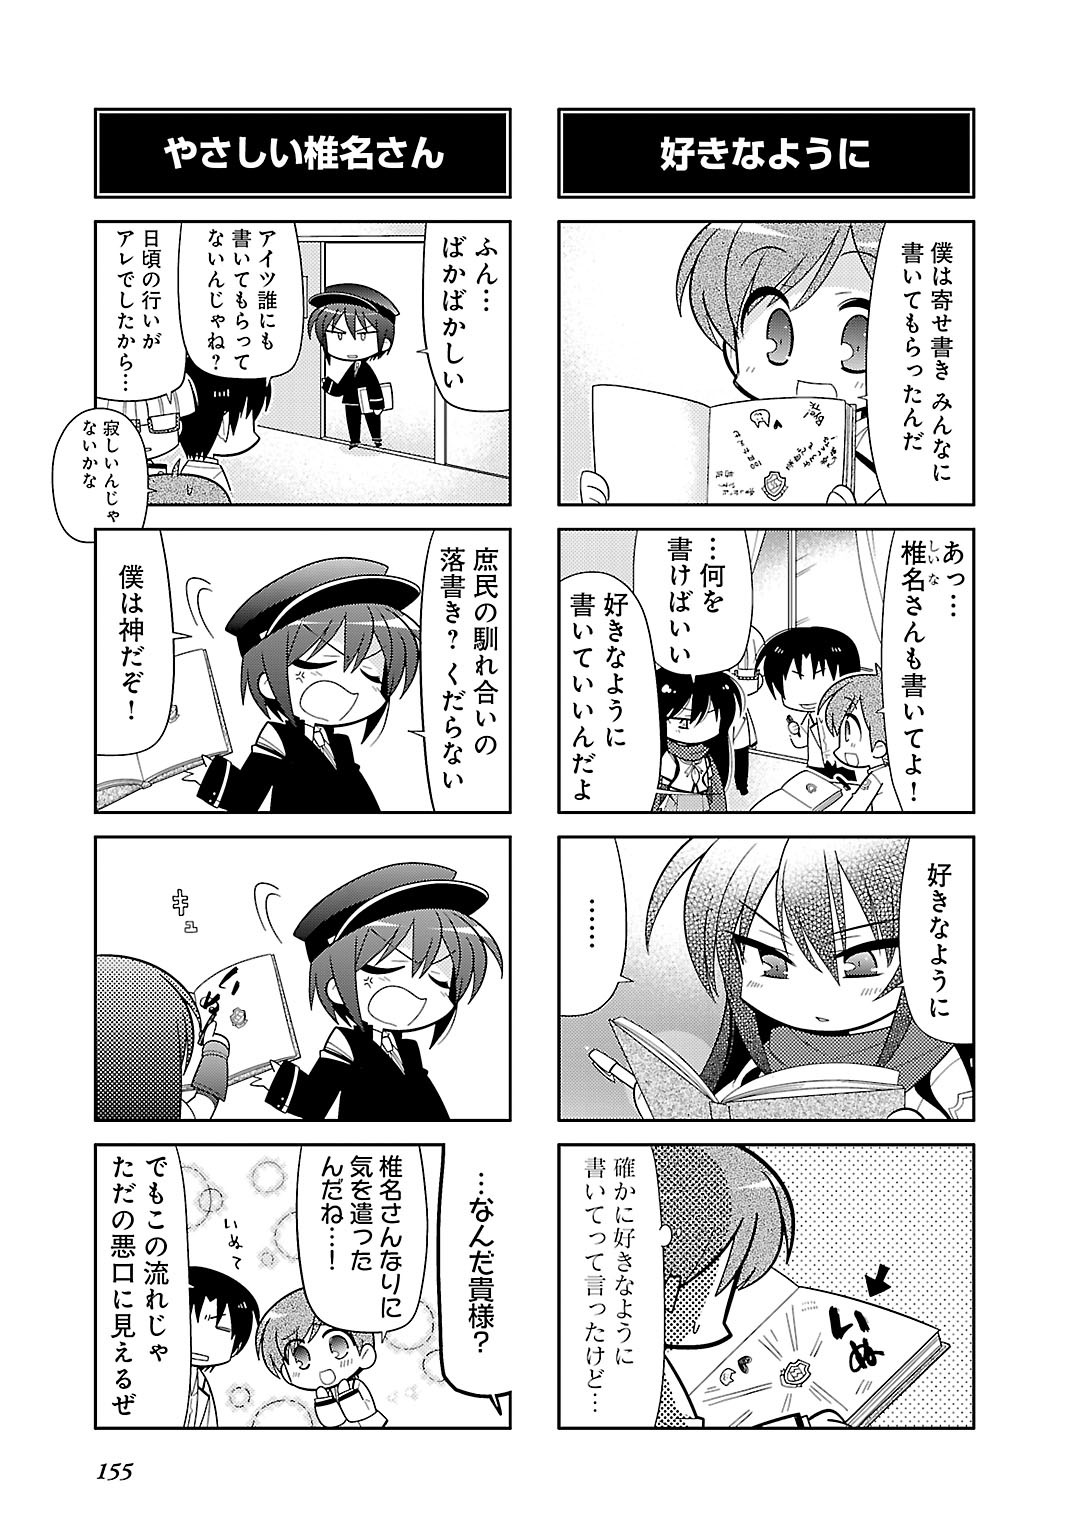 好きなように
僕は寄せ書き みんなに
書いてもらったんだ
あっ…
椎名さんも書いてよ！
しいな
…何を
書けばいい
好きなように
書いていいんだよ
好きなように
……
確かに好きなように
書いてって言ったけど…
いぬ
やさしい椎名さん
ふん…
ばかばかしい
アイツ誰にも
書いてもらって
ないんじゃね？
日頃の行いが
アレでしたから…
寂しいんじゃ
ないかな
庶民の馴れ合いの
落書き？くだらない
僕は神だぞ！
キュ
いぬ
…なんだ貴様？
椎名さんなりに
気を遣った
んだね…！
いぬて
でもこの流れじゃ
ただの悪口に見えるぜ
155